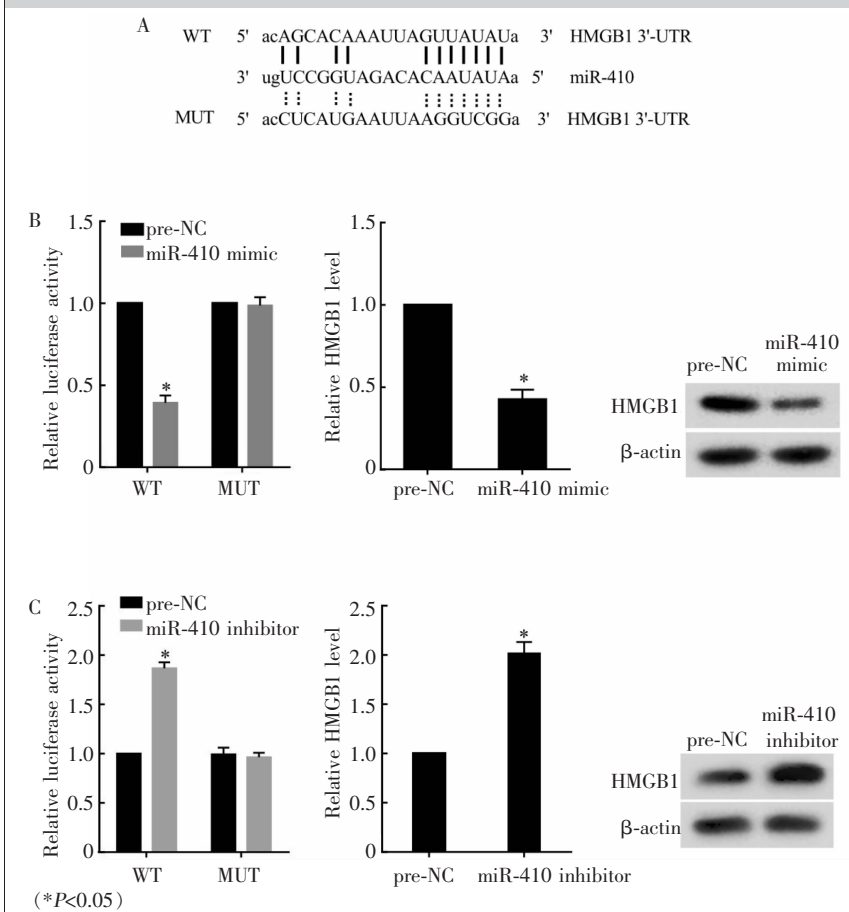 A
WT 5' acAGCACAAAUUAGUUAUAUa 3' HMGB1 3'-UTR
3' ugUCCGGUAGACACAAUAUAa 5' miR-410
MUT 5' acCUCAUGAAUUAAGGUCGGa 3' HMGB1 3'-UTR
B
pre-NC
miR-410 mimic
Relative luciferase activity
1.5
1.0
0.5
0
*
WT MUT
Relative HMGB1 level
1.5
1.0
0.5
0
*
pre-NC miR-410 mimic
pre-NC miR-410 mimic
HMGB1
β-actin
C
pre-NC
miR-410 inhibitor
Relative luciferase activity
2.5
2.0
1.5
1.0
0.5
0
*
WT MUT
Relative HMGB1 level
2.5
2.0
1.5
1.0
0.5
0
*
pre-NC miR-410 inhibitor
pre-NC miR-410 inhibitor
HMGB1
β-actin
(*P<0.05)